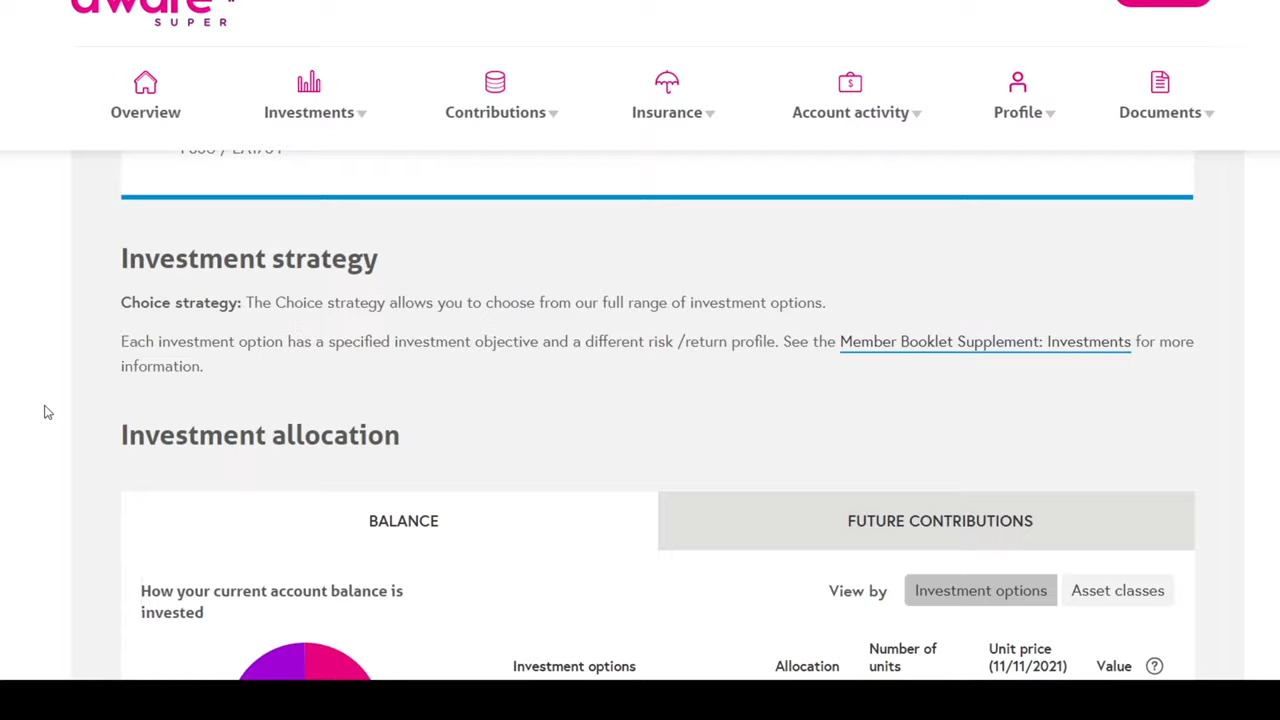 aware
SUPER
Overview
Investments
Contributions
Insurance
Account activity
Profile
Documents
Investment strategy
Choice strategy: The Choice strategy allows you to choose from our full range of investment options.
Each investment option has a specified investment objective and a different risk /return profile. See the Member Booklet Supplement: Investments for more
information.
Investment allocation
BALANCE
FUTURE CONTRIBUTIONS
How your current account balance is
invested
View by
Investment options
Asset classes
Investment options
Allocation
Number of
units
Unit price
(11/11/2021)
Value ?